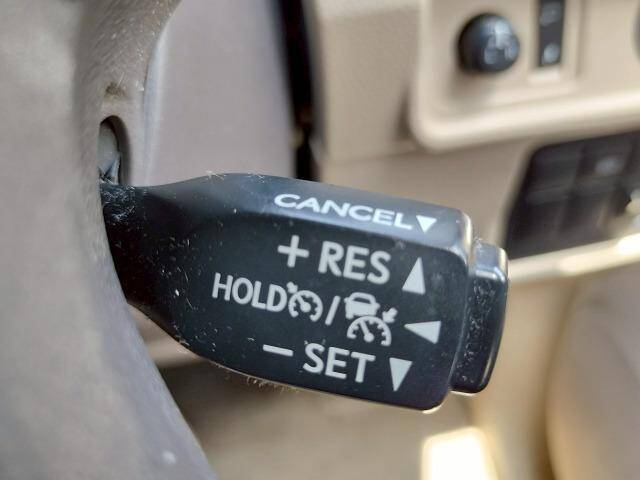 CANCEL▼
+ RES ▲
HOLD / ◀
− SET ▼